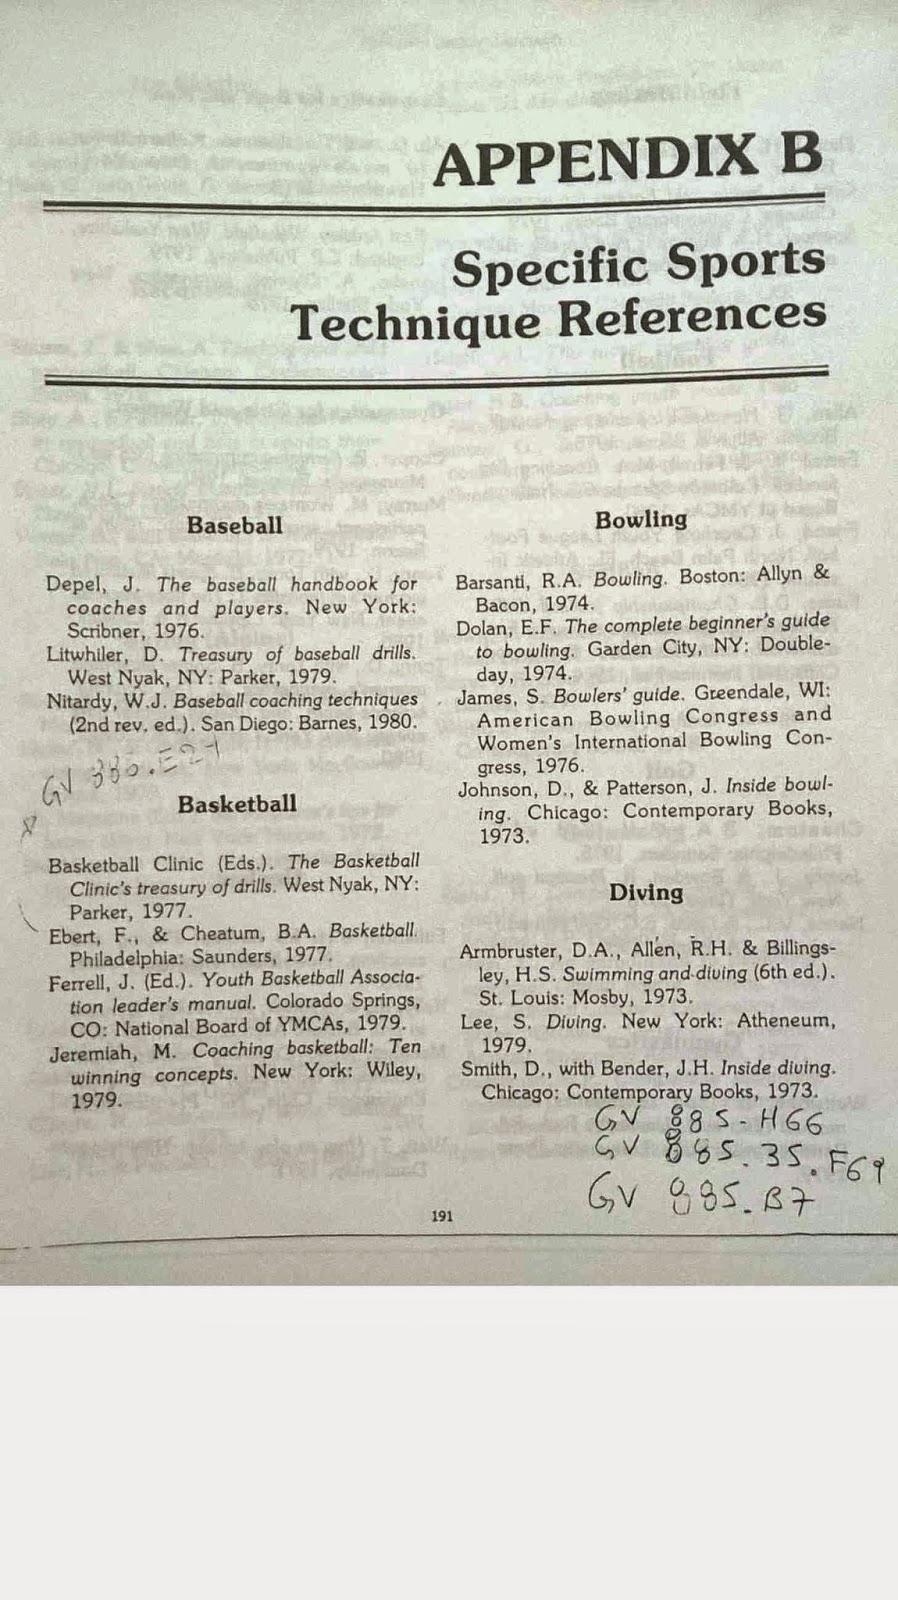 APPENDIX B
Specific Sports
Technique References
Baseball
Depel, J. The baseball handbook for
coaches and players. New York:
Scribner, 1976.
Litwhiler, D. Treasury of baseball drills.
West Nyak, NY: Parker, 1979.
Nitardy, W.J. Baseball coaching techniques
(2nd rev. ed.). San Diego: Barnes, 1980.
GV
Basketball
Basketball Clinic (Eds.). The Basketball
Clinic's treasury of drills. West Nyak, NY:
Parker, 1977.
Ebert, F., & Cheatum, B.A. Basketball.
Philadelphia: Saunders, 1977.
Ferrell, J. (Ed.). Youth Basketball Associa-
tion leader's manual. Colorado Springs,
CO: National Board of YMCAs, 1979.
Jeremiah, M. Coaching basketball: Ten
winning concepts. New York: Wiley,
1979.
Bowling
Barsanti, R.A. Bowling. Boston: Allyn &
Bacon, 1974.
Dolan, E.F. The complete beginner's guide
to bowling. Garden City, NY: Double-
day, 1974.
James, S. Bowlers' guide. Greendale, WI:
American Bowling Congress and
Women's International Bowling Con-
gress, 1976.
Johnson, D., & Patterson, J. Inside bowl-
ing. Chicago: Contemporary Books,
1973.
Diving
Armbruster, D.A., Allen, R.H. & Billings-
ley, H.S. Swimming and diving (6th ed.).
St. Louis: Mosby, 1973.
Lee, S. Diving. New York: Atheneum,
1979.
Smith, D., with Bender, J.H. Inside diving.
Chicago: Contemporary Books, 1973.
GV 885-H66
GV 885.35.F69
GV 885.B7
191